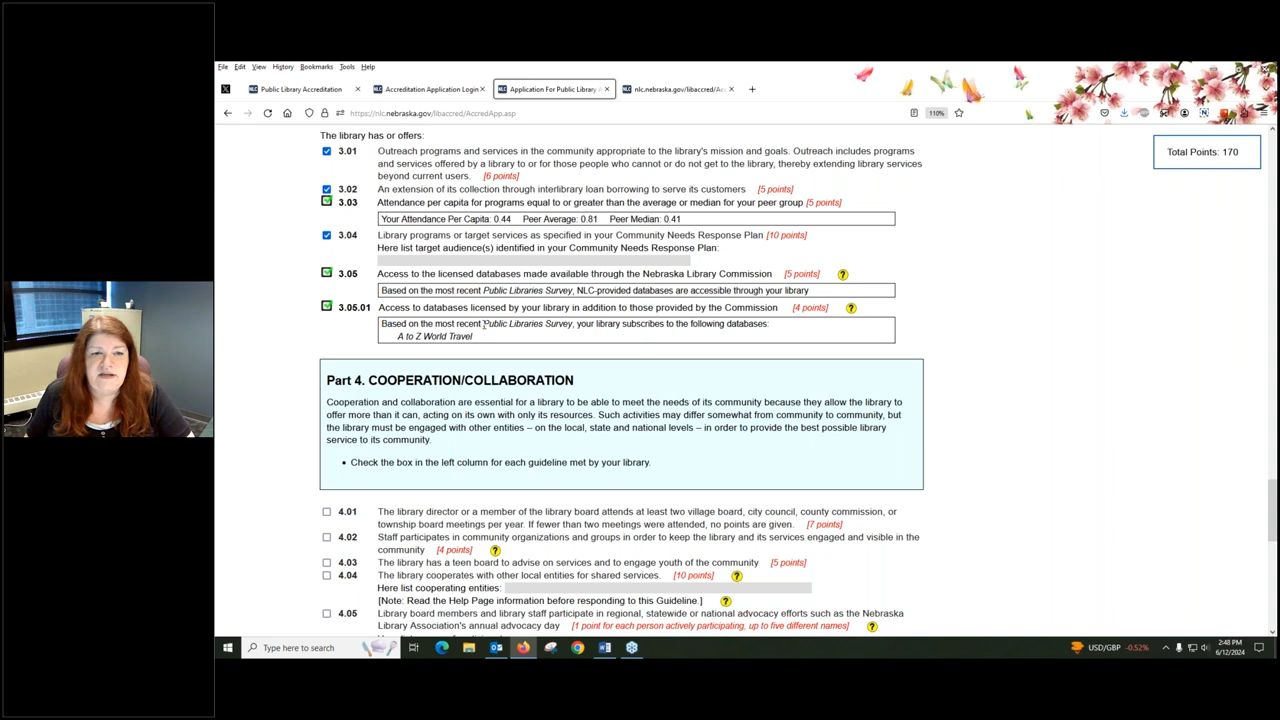 File Edit View History Bookmarks Tools Help
NLC Public Library Accreditation × NLC Accreditation Application Login × NLC Application For Public Library A × NLC nlc.nebraska.gov/libaccred/Acc ×
https://nlc.nebraska.gov/libaccred/AccredApp.asp 110%
The library has or offers:
Total Points: 170
3.01 Outreach programs and services in the community appropriate to the library's mission and goals. Outreach includes programs
and services offered by a library to or for those people who cannot or do not get to the library, thereby extending library services
beyond current users. [6 points]
3.02 An extension of its collection through interlibrary loan borrowing to serve its customers [5 points]
3.03 Attendance per capita for programs equal to or greater than the average or median for your peer group [5 points]
Your Attendance Per Capita: 0.44 Peer Average: 0.81 Peer Median: 0.41
3.04 Library programs or target services as specified in your Community Needs Response Plan [10 points]
Here list target audience(s) identified in your Community Needs Response Plan:
3.05 Access to the licensed databases made available through the Nebraska Library Commission [5 points] ?
Based on the most recent Public Libraries Survey, NLC-provided databases are accessible through your library
3.05.01 Access to databases licensed by your library in addition to those provided by the Commission [4 points] ?
Based on the most recent Public Libraries Survey, your library subscribes to the following databases:
A to Z World Travel
Part 4. COOPERATION/COLLABORATION
Cooperation and collaboration are essential for a library to be able to meet the needs of its community because they allow the library to
offer more than it can, acting on its own with only its resources. Such activities may differ somewhat from community to community, but
the library must be engaged with other entities – on the local, state and national levels – in order to provide the best possible library
service to its community.
• Check the box in the left column for each guideline met by your library.
4.01 The library director or a member of the library board attends at least two village board, city council, county commission, or
township board meetings per year. If fewer than two meetings were attended, no points are given. [7 points]
4.02 Staff participates in community organizations and groups in order to keep the library and its services engaged and visible in the
community [4 points] ?
4.03 The library has a teen board to advise on services and to engage youth of the community [5 points]
4.04 The library cooperates with other local entities for shared services. [10 points] ?
Here list cooperating entities:
[Note: Read the Help Page information before responding to this Guideline.] ?
4.05 Library board members and library staff participate in regional, statewide or national advocacy efforts such as the Nebraska
Library Association's annual advocacy day [1 point for each person actively participating, up to five different names] ?
Type here to search
USD/GBP -0.52%
2:48 PM
6/12/2024